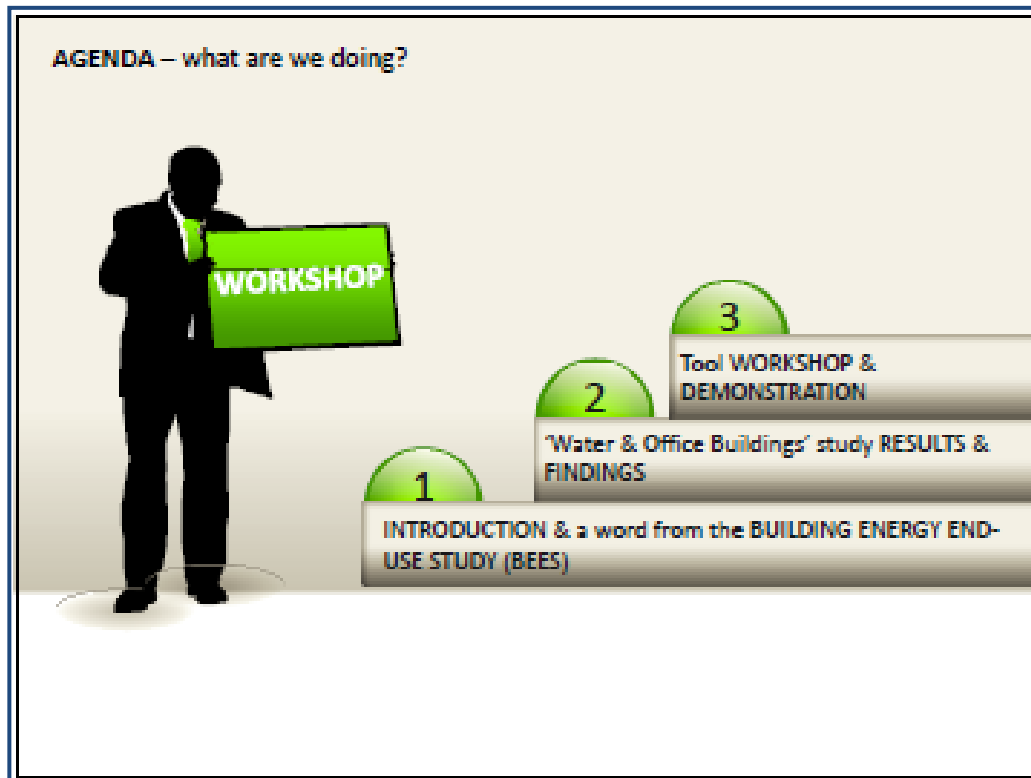 AGENDA – what are we doing?
WORKSHOP
3
Tool WORKSHOP &
DEMONSTRATION
2
'Water & Office Buildings' study RESULTS &
FINDINGS
1
INTRODUCTION & a word from the BUILDING ENERGY END-
USE STUDY (BEES)